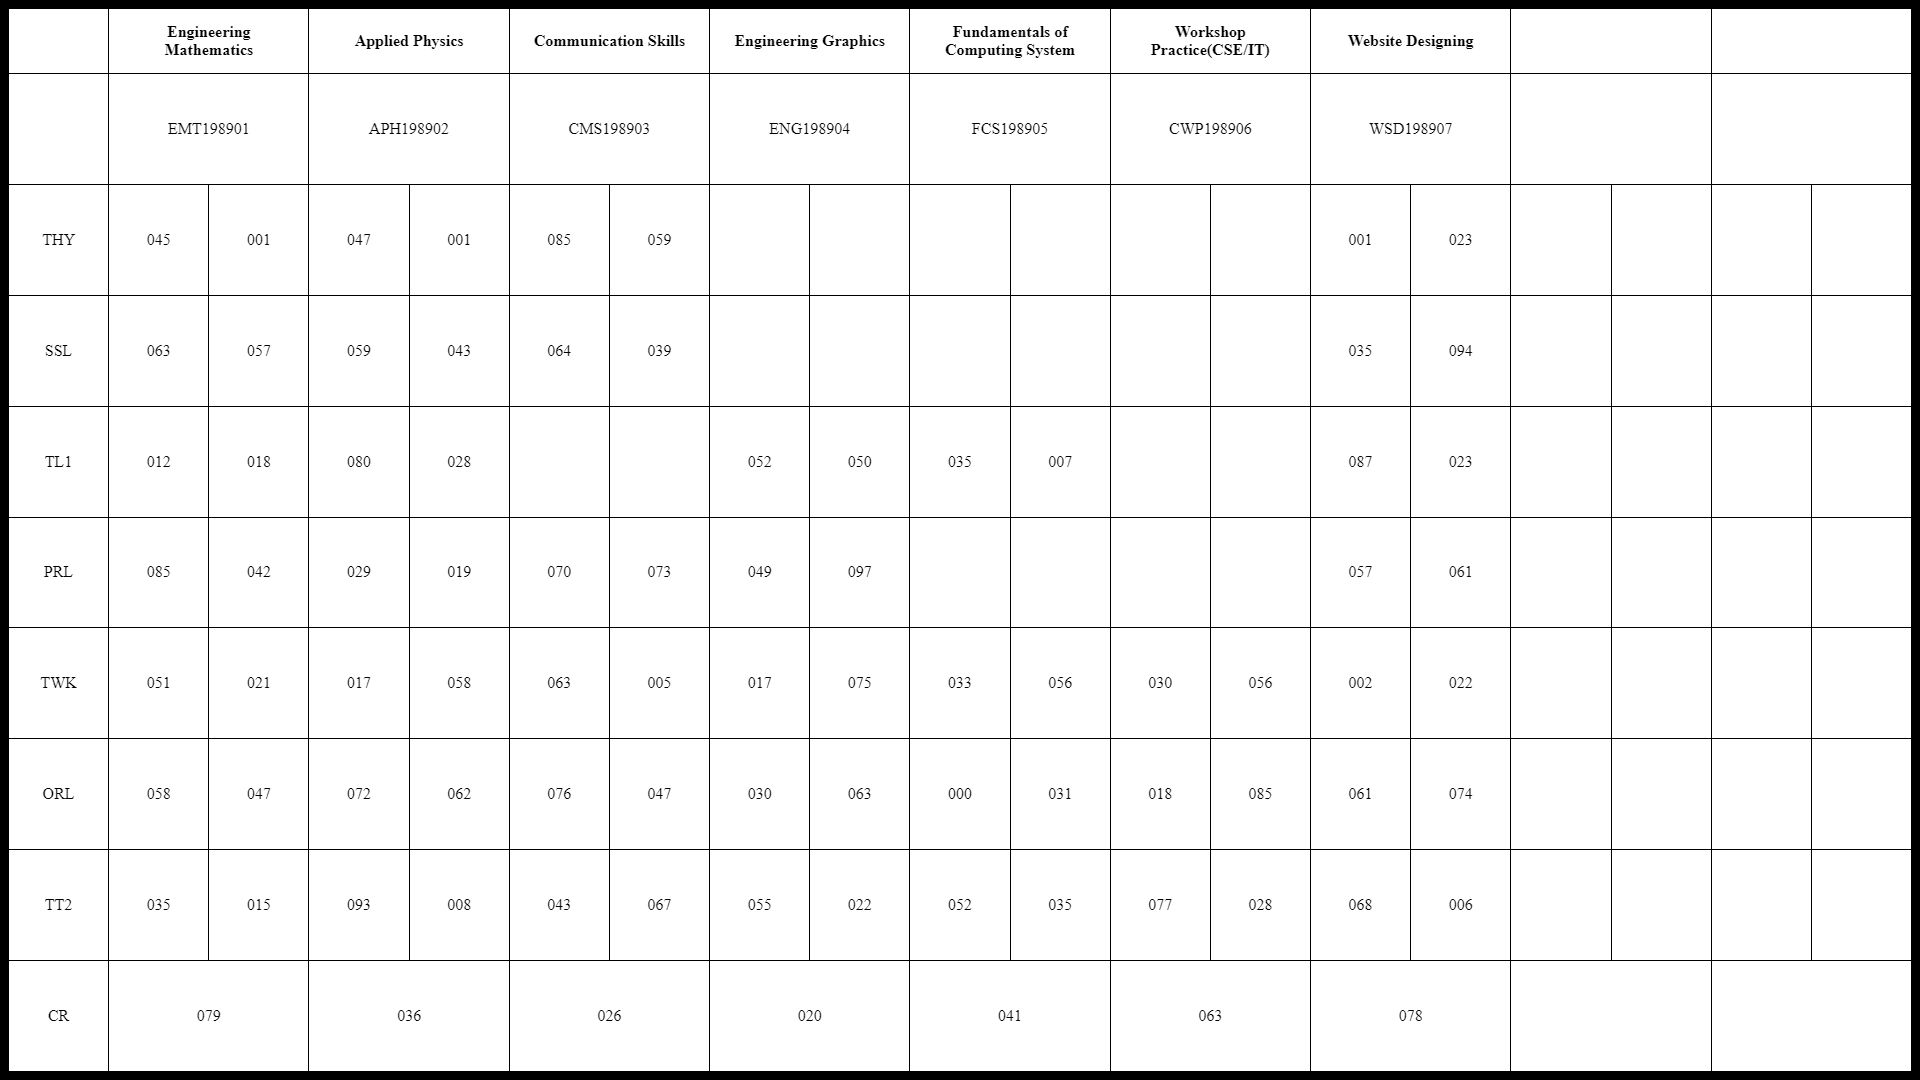 Engineering Mathematics Applied Physics Communication Skills Engineering Graphics Fundamentals of Computing System Workshop Practice(CSE/IT) Website Designing
EMT198901 APH198902 CMS198903 ENG198904 FCS198905 CWP198906 WSD198907
THY 045 001 047 001 085 059 001 023
SSL 063 057 059 043 064 039 035 094
TL1 012 018 080 028 052 050 035 007 087 023
PRL 085 042 029 019 070 073 049 097 057 061
TWK 051 021 017 058 063 005 017 075 033 056 030 056 002 022
ORL 058 047 072 062 076 047 030 063 000 031 018 085 061 074
TT2 035 015 093 008 043 067 055 022 052 035 077 028 068 006
CR 079 036 026 020 041 063 078